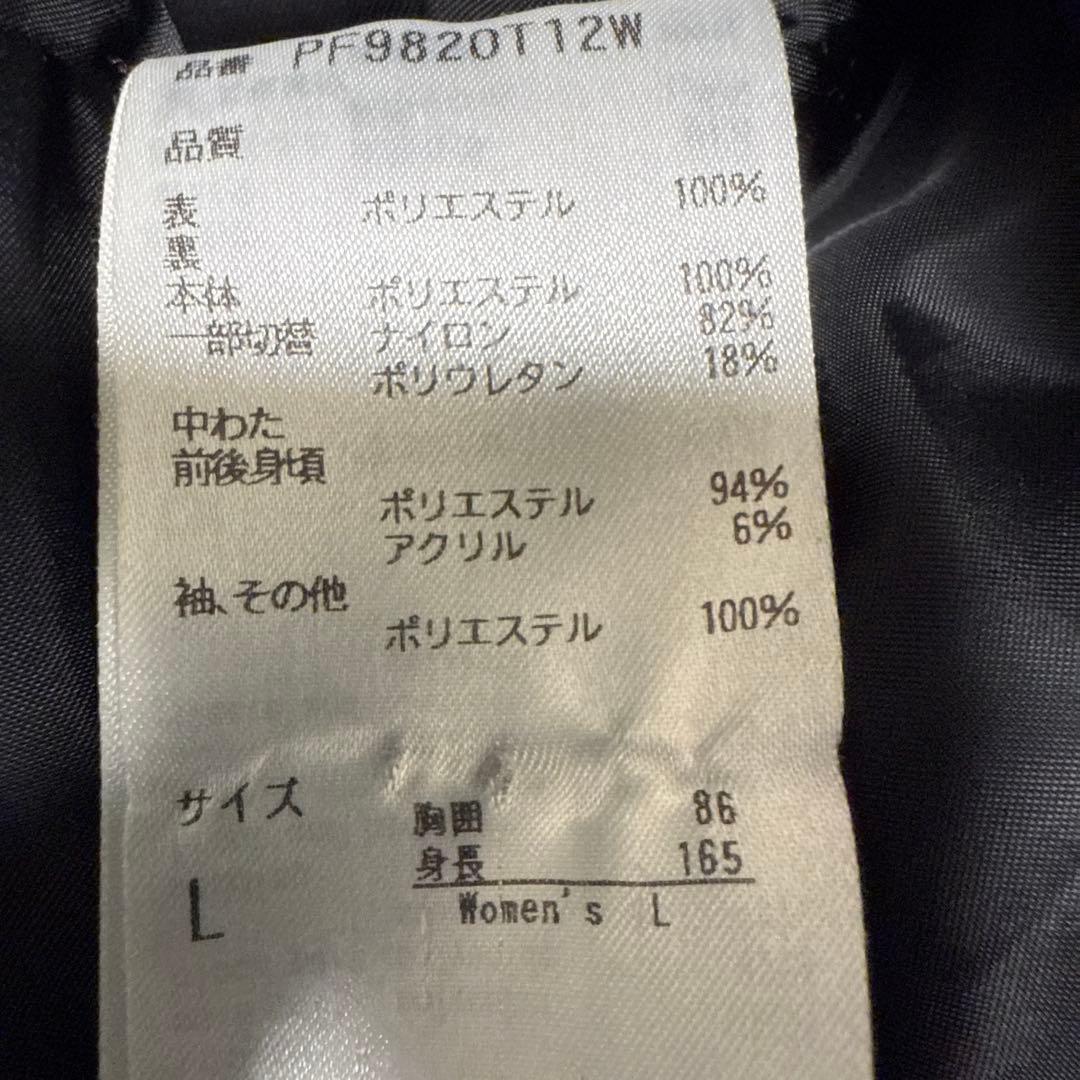 品番 PF9820T12W
品質
表 ポリエステル 100%
裏
本体 ポリエステル 100%
一部切替 ナイロン 82%
ポリウレタン 18%
中わた
前後身頃
ポリエステル 94%
アクリル 6%
袖、その他
ポリエステル 100%
サイズ
胸囲 86
身長 165
L
Women's L